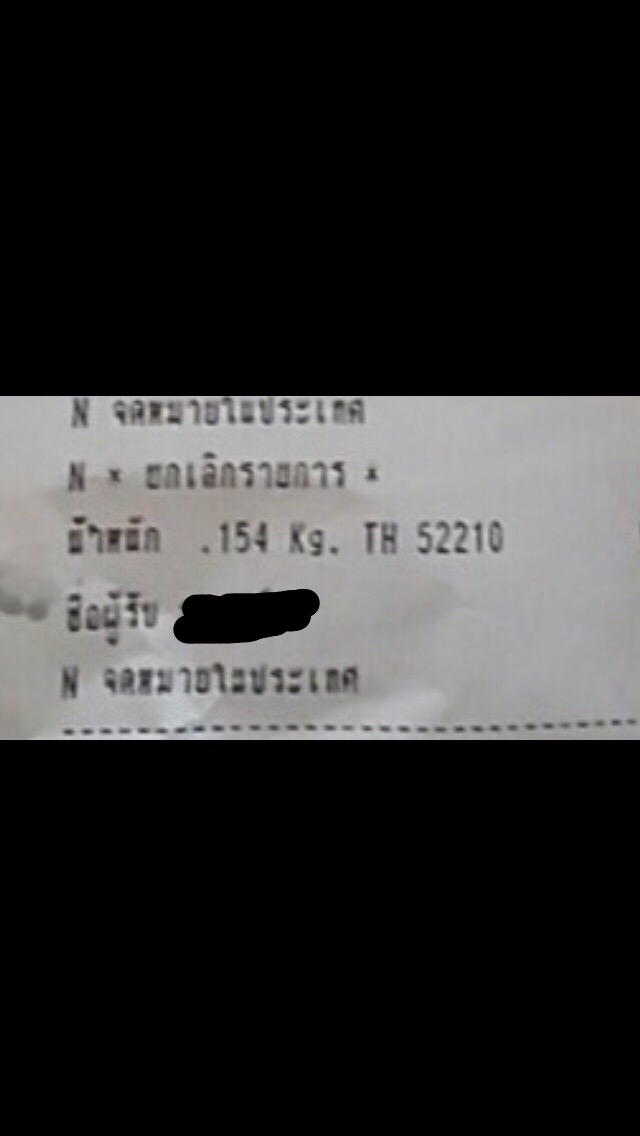 N จดหมายในประเทศ
N * ยกเลิกรายการ *
น้ำหนัก .154 Kg. TH 52210
ชื่อผู้รับ
N จดหมายในประเทศ